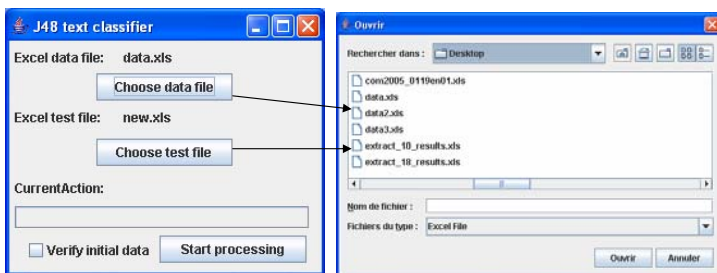 J48 text classifier
Excel data file: data.xls
Choose data file
Excel test file: new.xls
Choose test file
CurrentAction:
Verify initial data Start processing
Ouvrir
Rechercher dans : Desktop
com2005_0119en01.xls
data.xls
data2.xls
data3.xls
extract_10_results.xls
extract_18_results.xls
Nom de fichier :
Fichiers du type : Excel File
Ouvrir Annuler